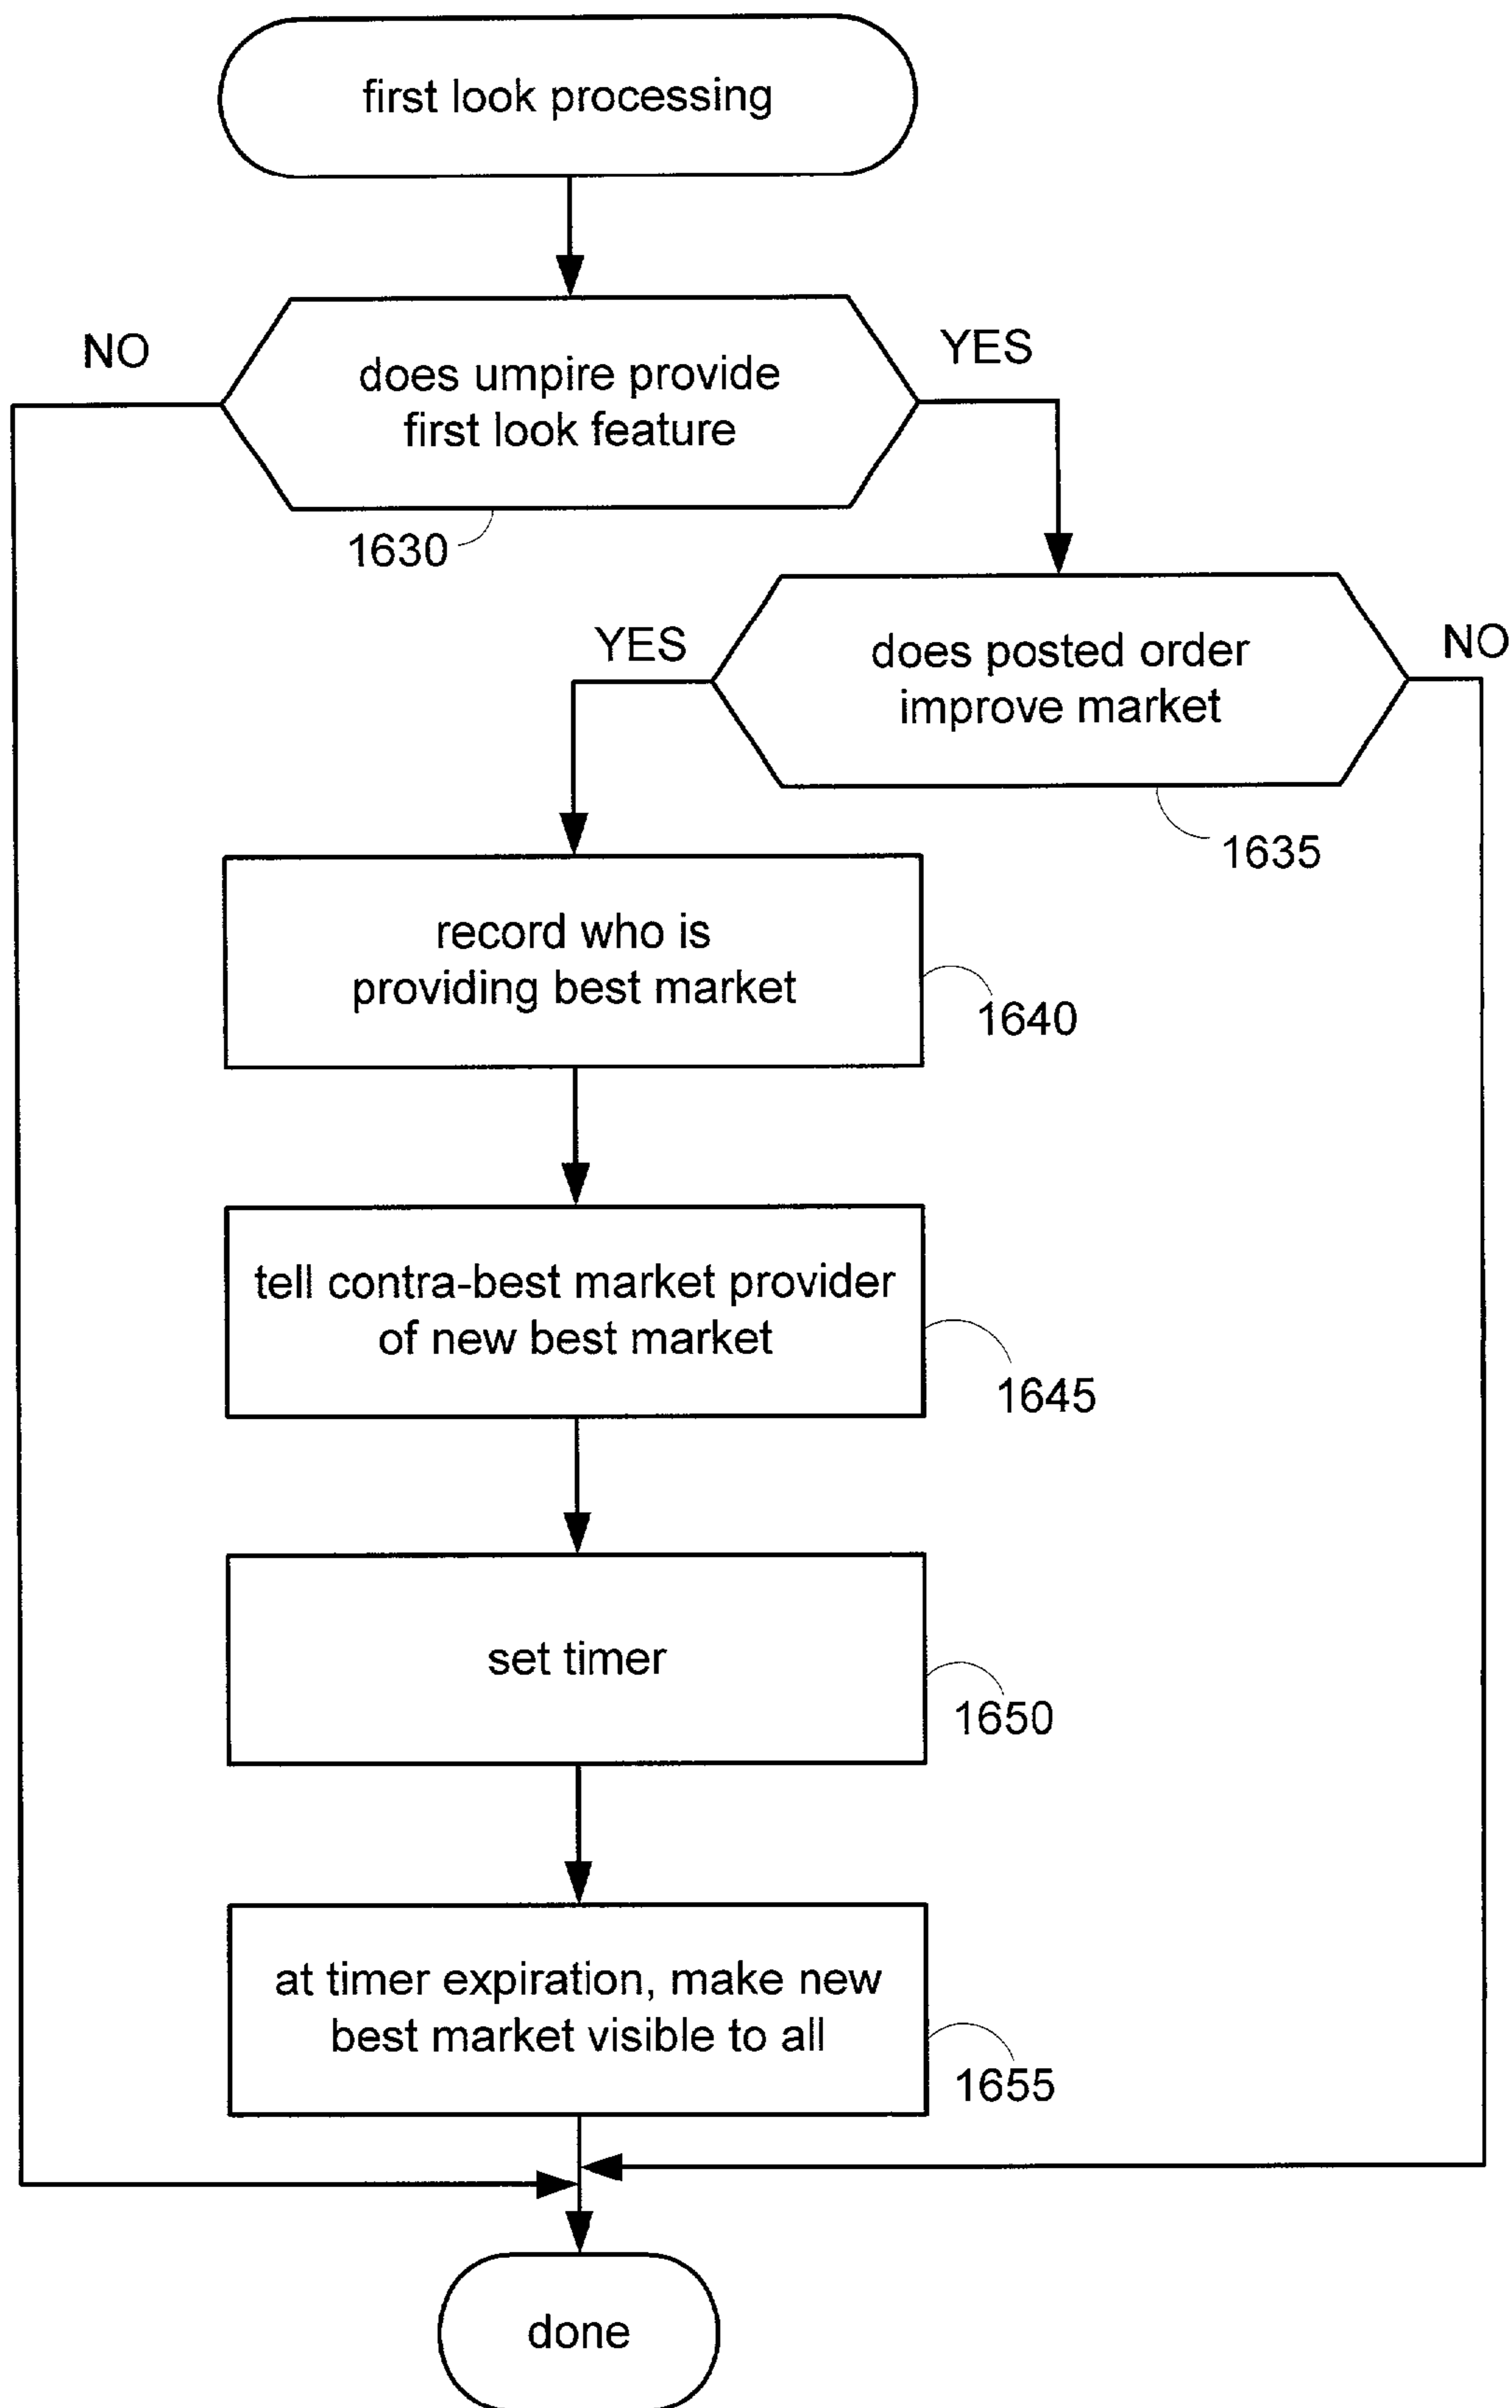 first look processing
NO
YES
does umpire provide
first look feature
1630
YES
NO
does posted order
improve market
1635
record who is
providing best market
1640
tell contra-best market provider
of new best market
1645
set timer
1650
at timer expiration, make new
best market visible to all
1655
done